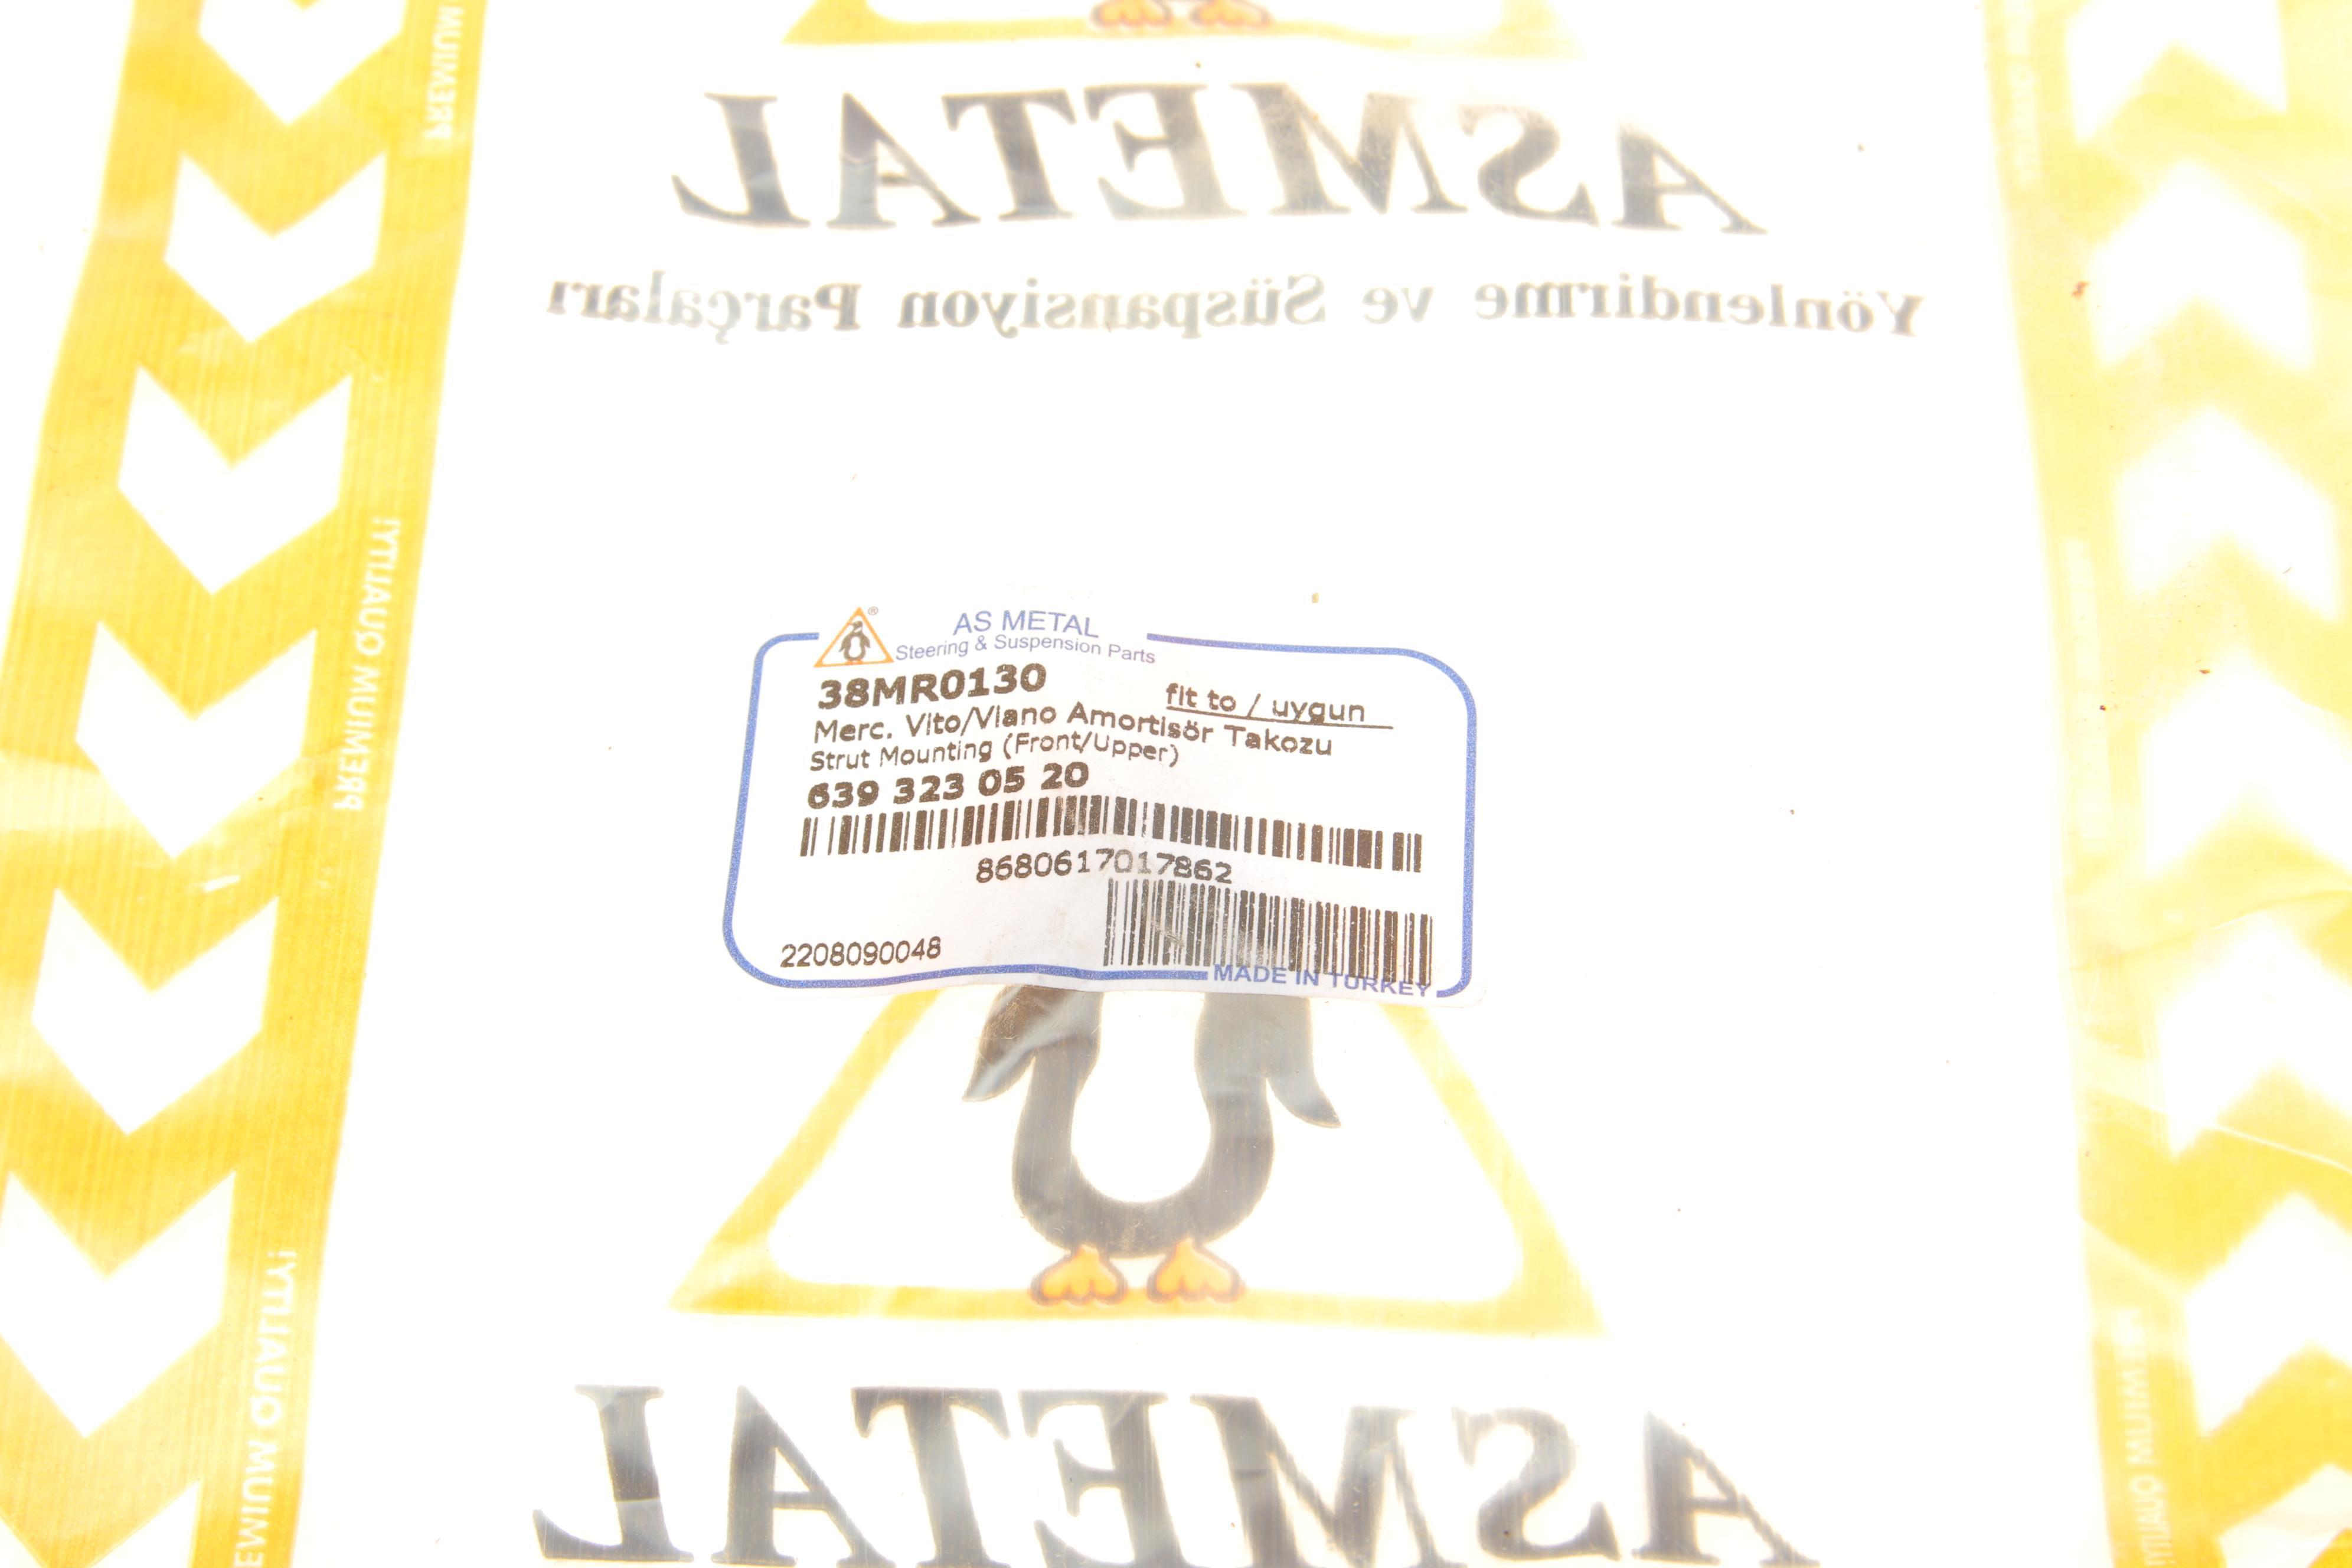 PREMIUM
ASMETAL
Yönlendirme ve Süspansiyon Parçaları
PREMIUM QUALITY!
®
AS METAL
Steering & Suspension Parts
38MR0130
fit to / uygun
Merc. Vito/Viano Amortisör Takozu
Strut Mounting (Front/Upper)
639 323 05 20
8680617017862
2208090048
MADE IN TURKEY
PREMIUM QUALITY!
ASMETAL